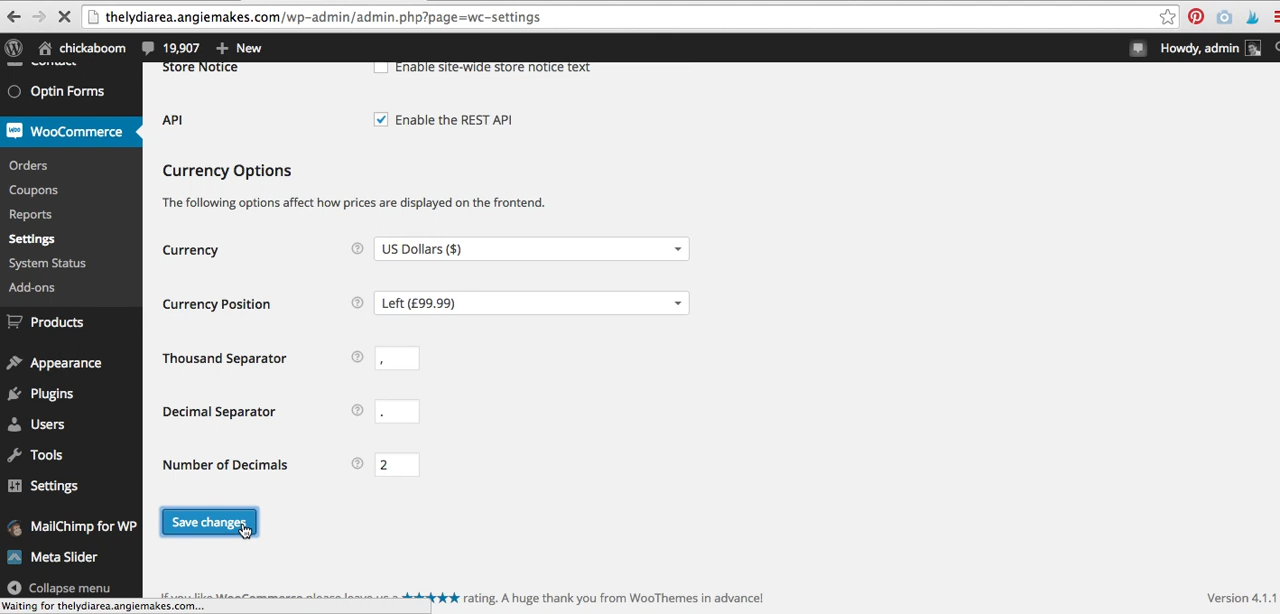 thelydiarea.angiemakes.com/wp-admin/admin.php?page=wc-settings
chickaboom 19,907 + New Howdy, admin
Contact
Optin Forms
WooCommerce
Orders
Coupons
Reports
Settings
System Status
Add-ons
Products
Appearance
Plugins
Users
Tools
Settings
MailChimp for WP
Meta Slider
Collapse menu
Store Notice Enable site-wide store notice text
API Enable the REST API
Currency Options
The following options affect how prices are displayed on the frontend.
Currency ? US Dollars ($)
Currency Position ? Left (£99.99)
Thousand Separator ? ,
Decimal Separator ? .
Number of Decimals ? 2
Save changes
If you like WooCommerce please leave us a ★★★★★ rating. A huge thank you from WooThemes in advance! Version 4.1.1
Waiting for thelydiarea.angiemakes.com...